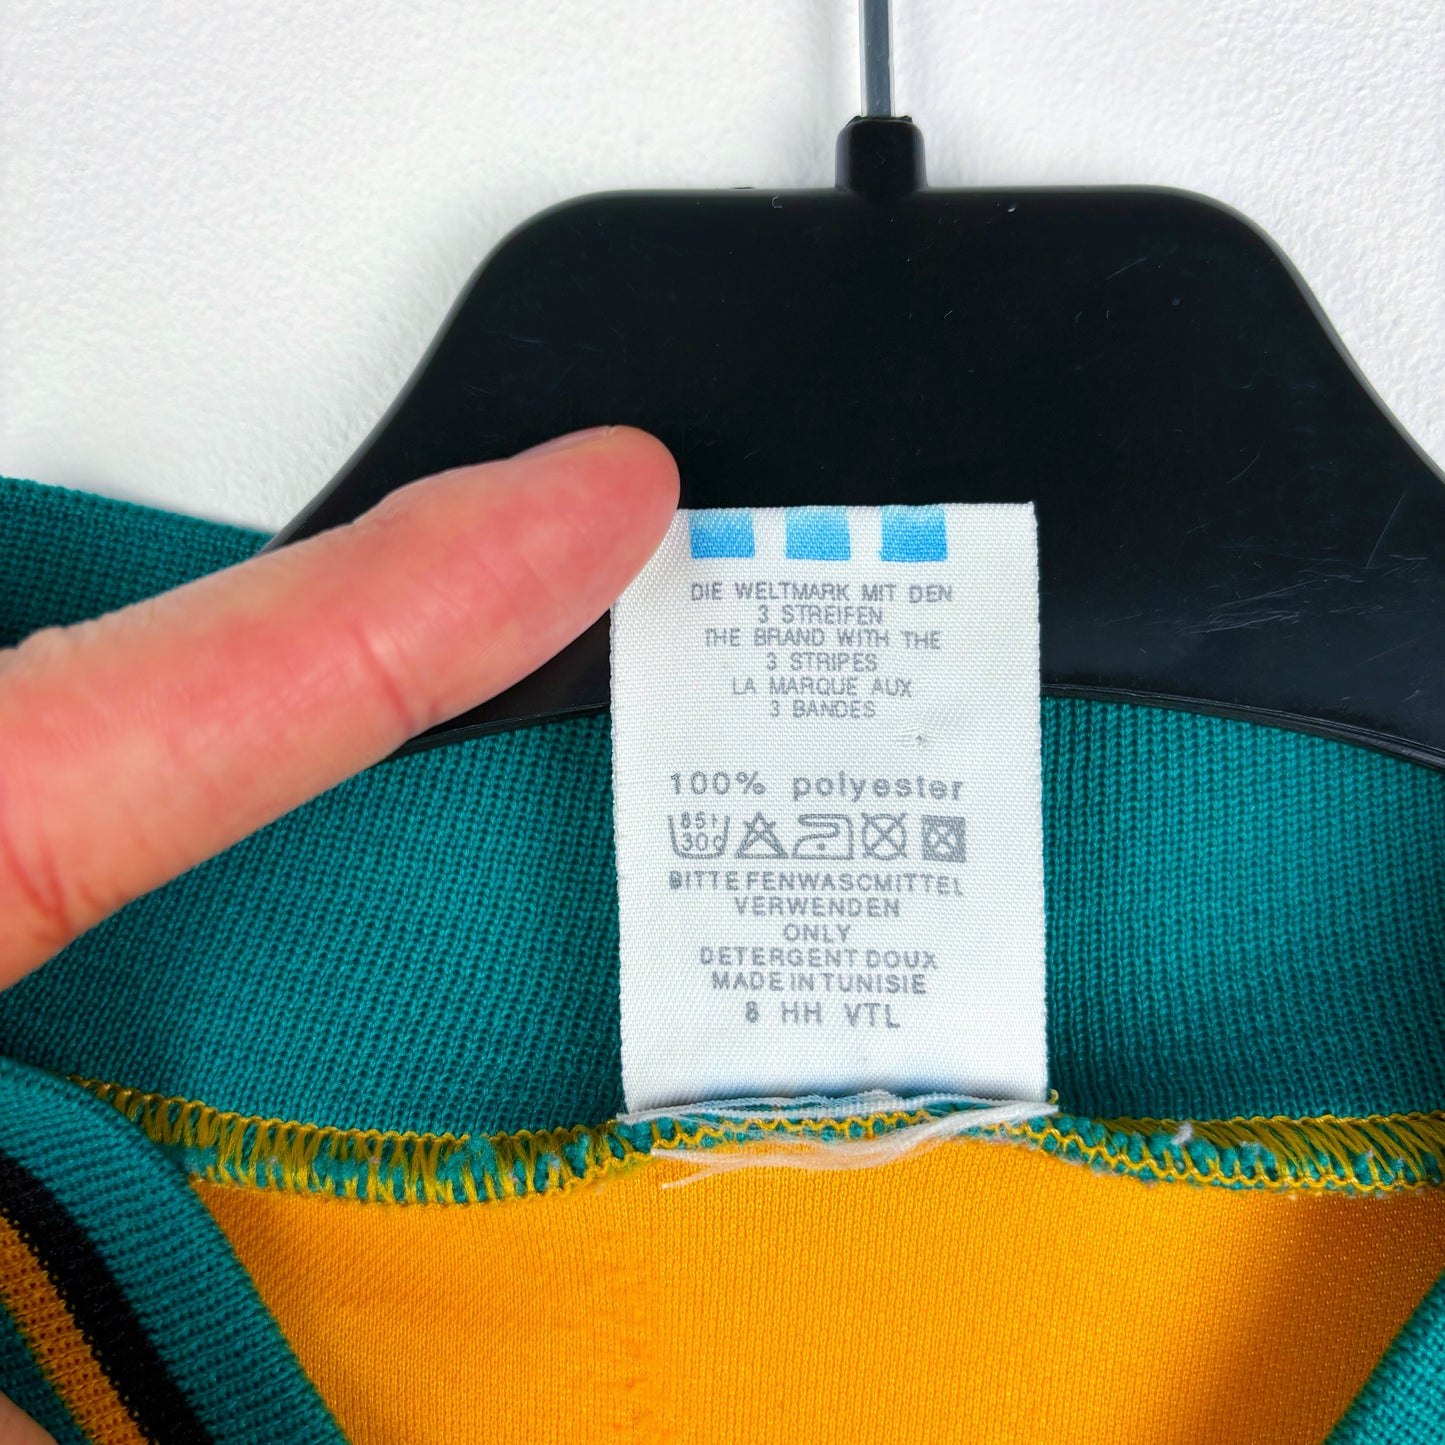 DIE WELTMARK MIT DEN
3 STREIFEN
THE BRAND WITH THE
3 STRIPES
LA MARQUE AUX
3 BANDES
100% polyester
30
BITTE FENWASCMITTEL
VERWENDEN
ONLY
DETERGENT DOUX
MADE IN TUNISIE
8 HH VTL